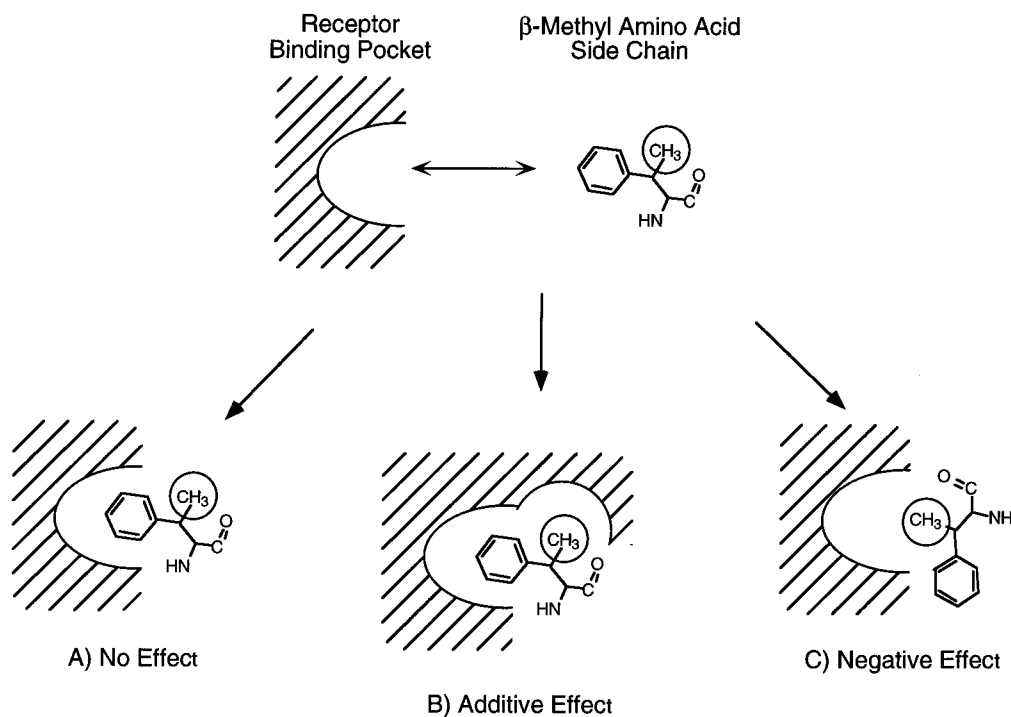 Receptor
Binding Pocket
β-Methyl Amino Acid
Side Chain
CH3
O
HN
C
CH3
O
C
HN
A) No Effect
CH3
O
C
HN
B) Additive Effect
O
C
CH3
NH
C) Negative Effect